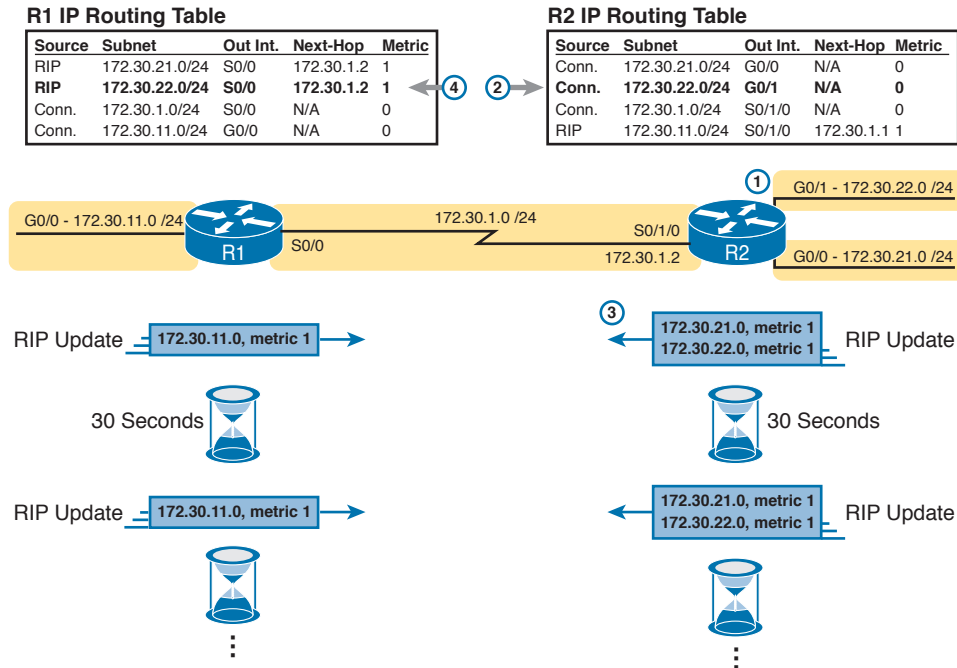 R1 IP Routing Table
Source Subnet Out Int. Next-Hop Metric
RIP 172.30.21.0/24 S0/0 172.30.1.2 1
RIP 172.30.22.0/24 S0/0 172.30.1.2 1
Conn. 172.30.1.0/24 S0/0 N/A 0
Conn. 172.30.11.0/24 G0/0 N/A 0
4
2
R2 IP Routing Table
Source Subnet Out Int. Next-Hop Metric
Conn. 172.30.21.0/24 G0/0 N/A 0
Conn. 172.30.22.0/24 G0/1 N/A 0
Conn. 172.30.1.0/24 S0/1/0 N/A 0
RIP 172.30.11.0/24 S0/1/0 172.30.1.1 1
1
G0/1 - 172.30.22.0 /24
G0/0 - 172.30.11.0 /24
R1
S0/0
172.30.1.0 /24
S0/1/0
172.30.1.2
R2
G0/0 - 172.30.21.0 /24
RIP Update
172.30.11.0, metric 1
3
172.30.21.0, metric 1
172.30.22.0, metric 1
RIP Update
30 Seconds
30 Seconds
RIP Update
172.30.11.0, metric 1
172.30.21.0, metric 1
172.30.22.0, metric 1
RIP Update